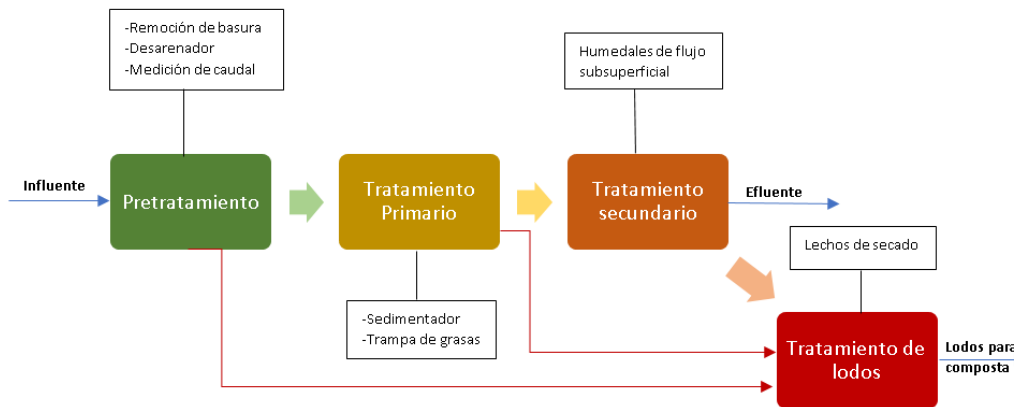 -Remoción de basura
-Desarenador
-Medición de caudal
Humedales de flujo
subsuperficial
Influente
Pretratamiento
Tratamiento
Primario
Tratamiento
secundario
Efluente
Lechos de secado
-Sedimentador
-Trampa de grasas
Tratamiento de
lodos
Lodos para
composta